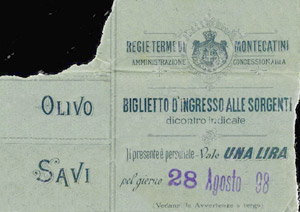 REGIE TERME DI MONTECATINI
AMMINISTRAZIONE CONCESSIONARIA
OLIVO
BIGLIETTO D'INGRESSO ALLE SORGENTI
dicontro indicate
SAVI
Il presente è personale - Vale UNA LIRA
pel giorno 28 Agosto 98
(Vedansi le Avvertenze a tergo)